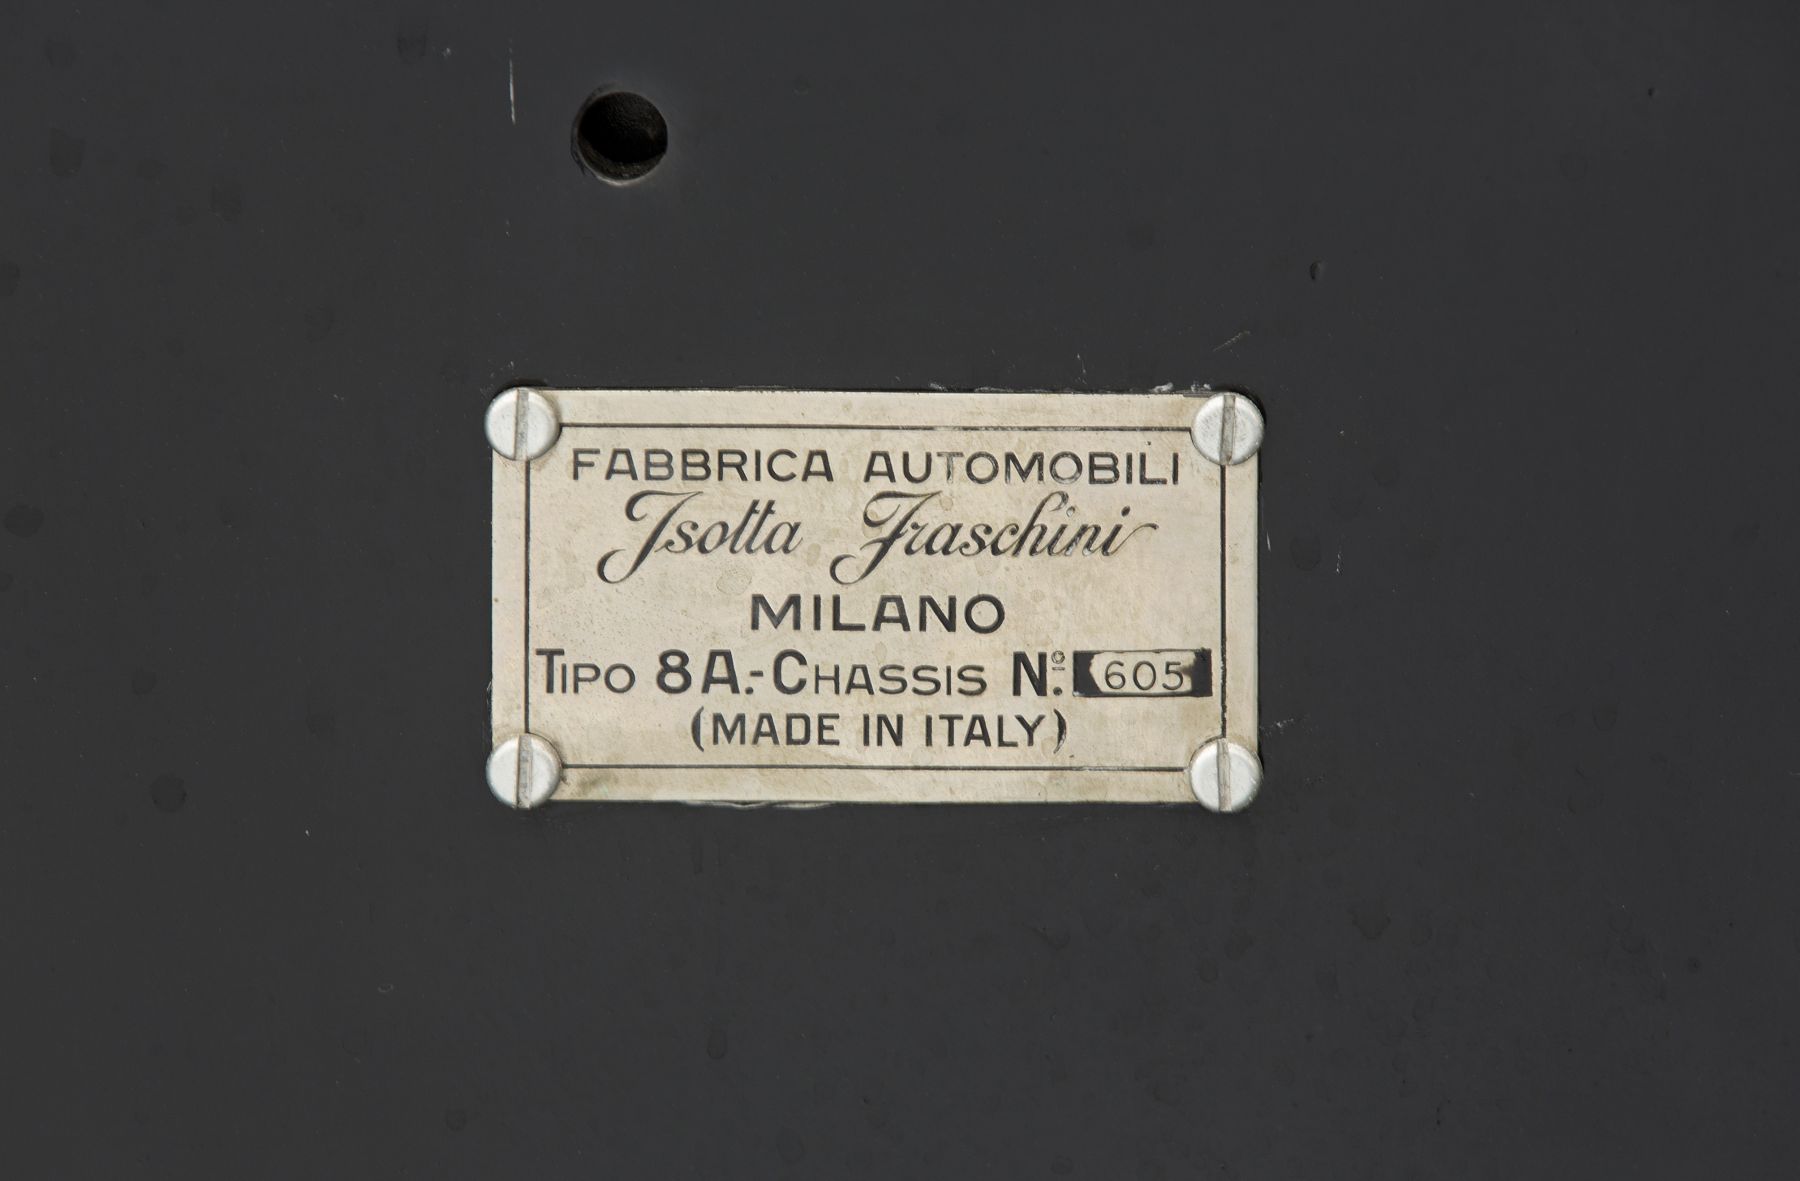 FABBRICA AUTOMOBILI
Isotta Fraschini
MILANO
TIPO 8A.-CHASSIS Nº. 605
(MADE IN ITALY)